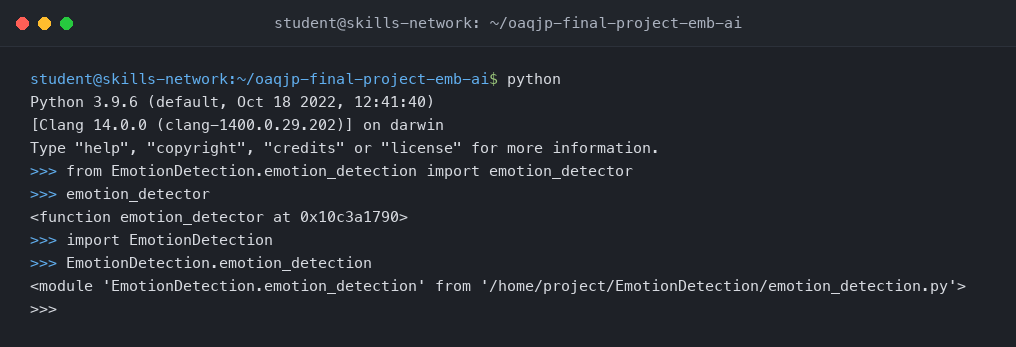 student@skills-network: ~/oaqjp-final-project-emb-ai
student@skills-network:~/oaqjp-final-project-emb-ai$ python
Python 3.9.6 (default, Oct 18 2022, 12:41:40)
[Clang 14.0.0 (clang-1400.0.29.202)] on darwin
Type "help", "copyright", "credits" or "license" for more information.
>>> from EmotionDetection.emotion_detection import emotion_detector
>>> emotion_detector
<function emotion_detector at 0x10c3a1790>
>>> import EmotionDetection
>>> EmotionDetection.emotion_detection
<module 'EmotionDetection.emotion_detection' from '/home/project/EmotionDetection/emotion_detection.py'>
>>>